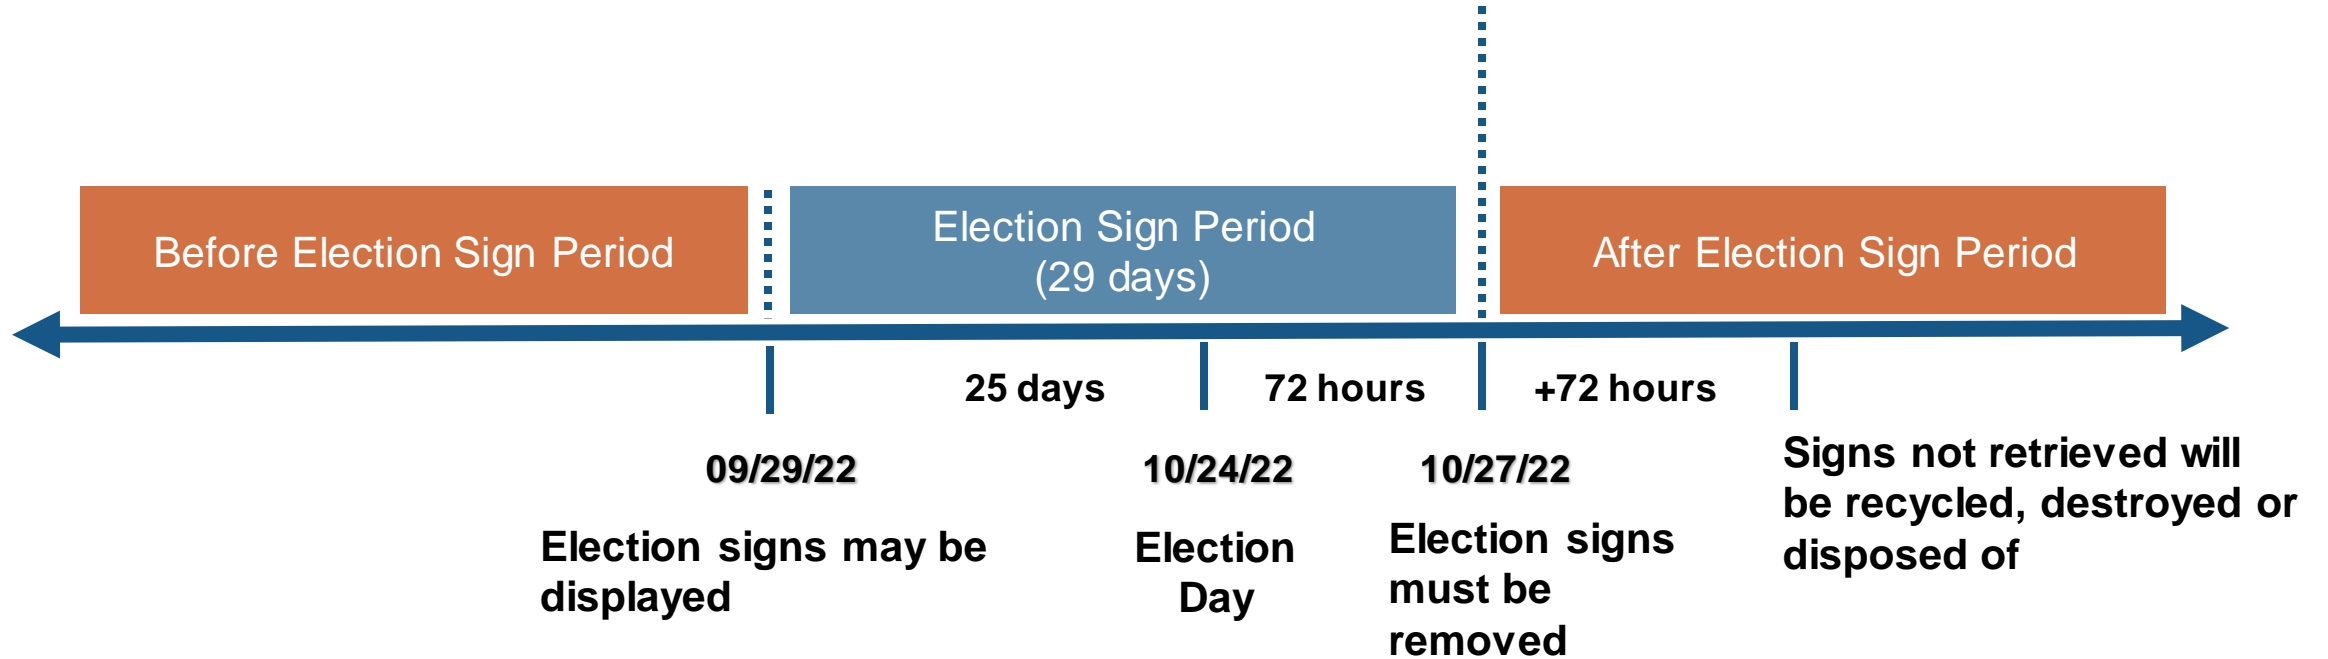 Before Election Sign Period
Election Sign Period
(29 days)
After Election Sign Period
25 days
72 hours
+72 hours
09/29/22
Election signs may be
displayed
10/24/22
Election
Day
10/27/22
Election signs
must be
removed
Signs not retrieved will
be recycled, destroyed or
disposed of